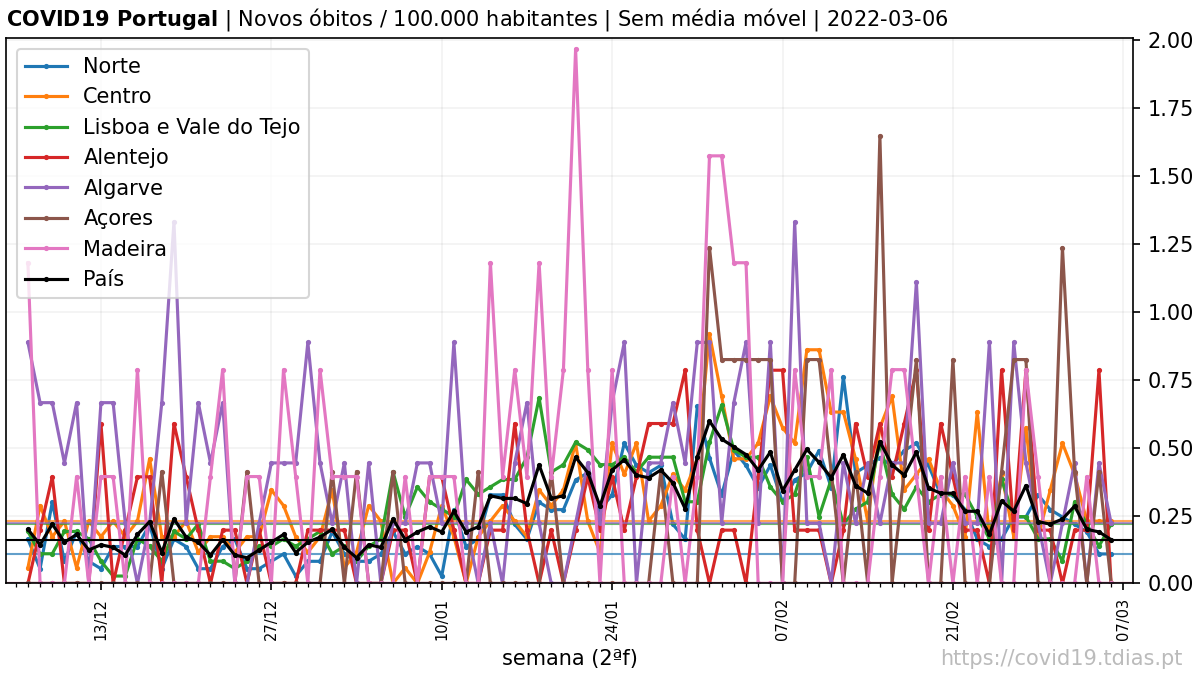 COVID19 Portugal | Novos óbitos / 100.000 habitantes | Sem média móvel | 2022-03-06
Norte
Centro
Lisboa e Vale do Tejo
Alentejo
Algarve
Açores
Madeira
País
2.00
1.75
1.50
1.25
1.00
0.75
0.50
0.25
0.00
13/12
27/12
10/01
24/01
07/02
21/02
07/03
semana (2ªf)
https://covid19.tdias.pt